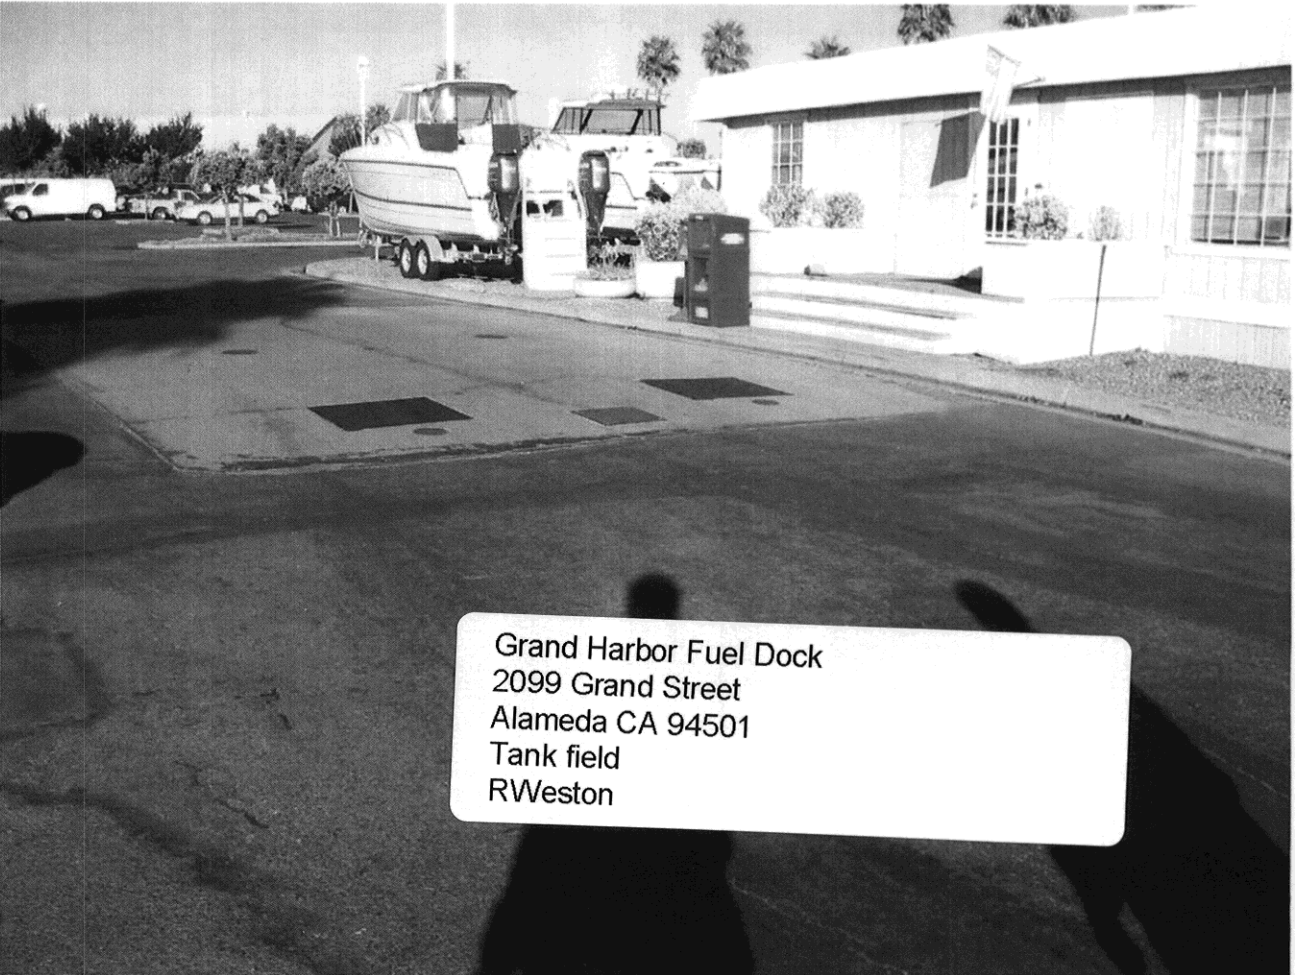 Grand Harbor Fuel Dock
2099 Grand Street
Alameda CA 94501
Tank field
RWeston